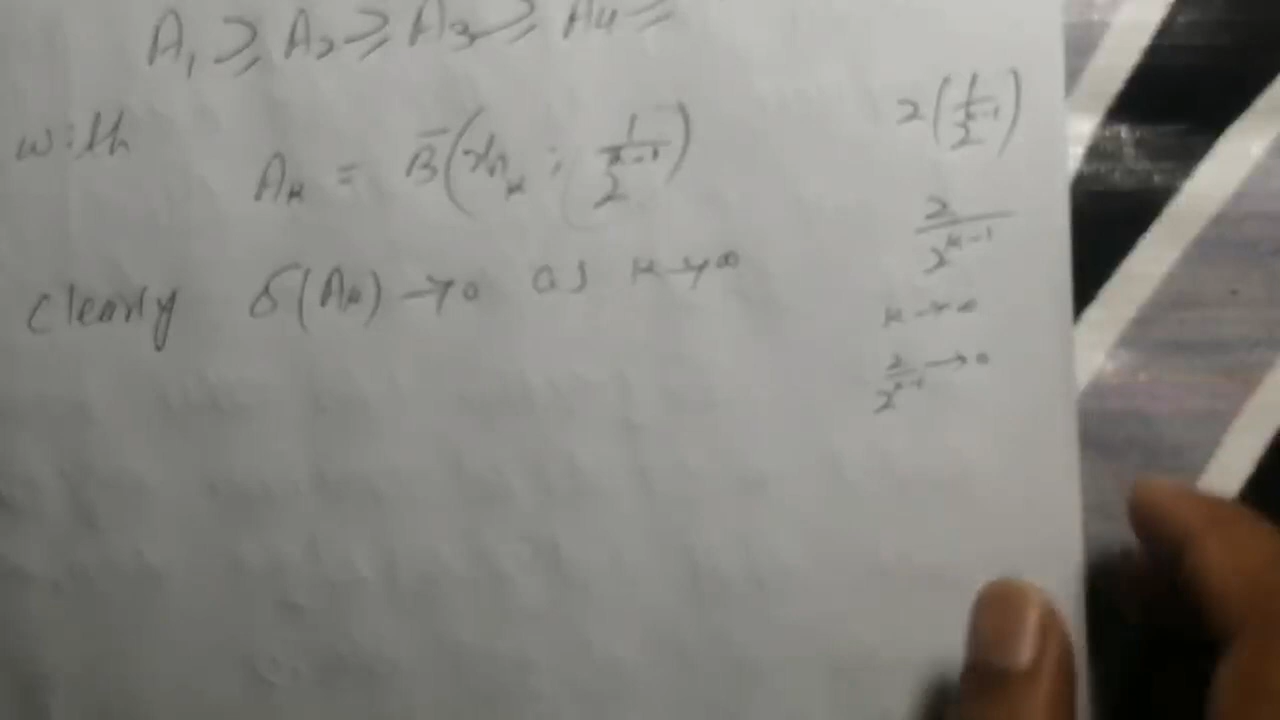 A₁ ⩾ A₂ ⩾ A₃ ⩾ A₄ ⩾
with
Aₖ = B̄(xₙₖ ; 1/2ᵏ⁻¹)
clearly δ(Aₖ) → 0 as k → ∞
2(1/2ᵏ⁻¹)
2/2ᵏ⁻¹
k → ∞
2/2ᵏ⁻¹ → 0